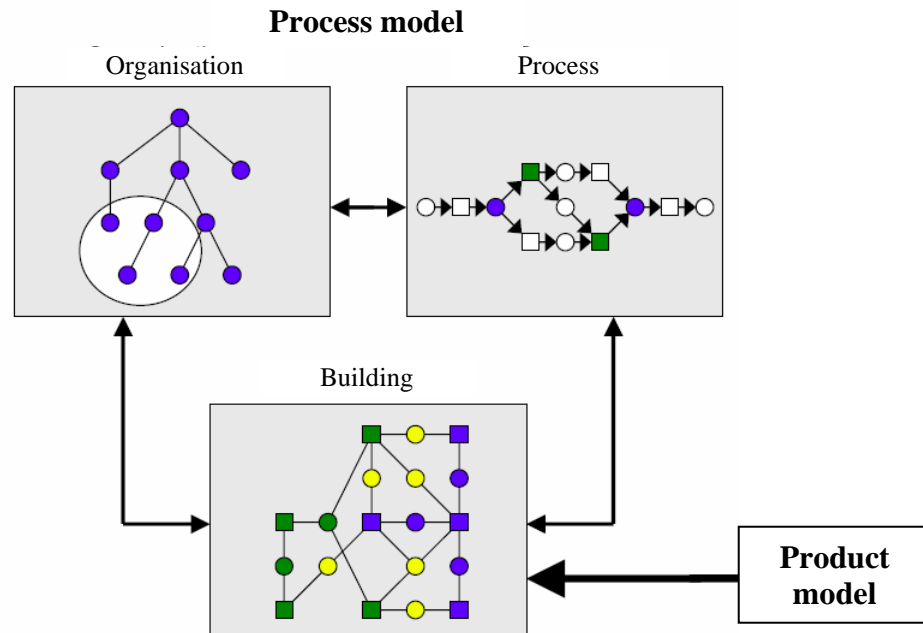 Process model
Organisation
Process
Building
Product
model